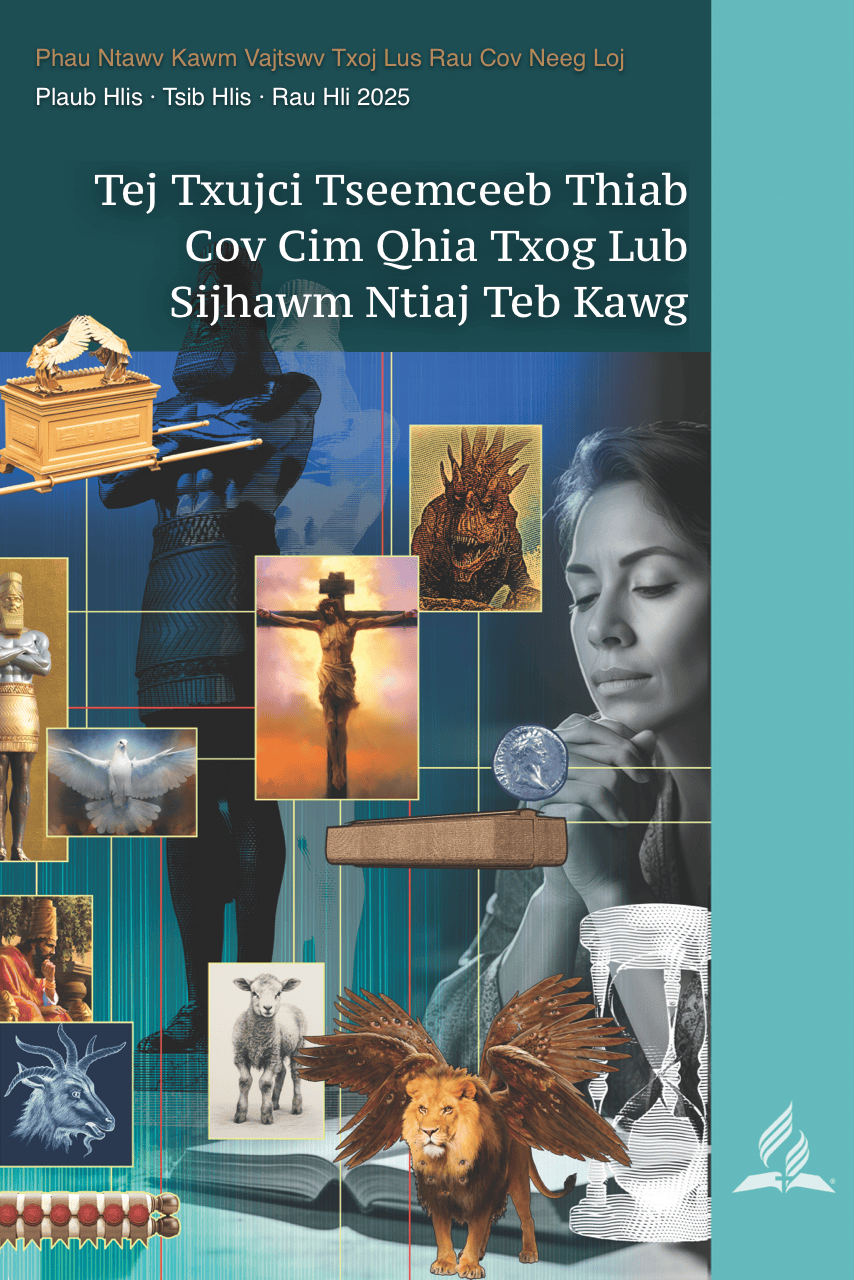 Phau Ntawv Kawm Vajtswv Txoj Lus Rau Cov Neeg Loj
Plaub Hlis · Tsib Hlis · Rau Hli 2025
Tej Txujci Tseemceeb Thiab
Cov Cim Qhia Txog Lub
Sijhawm Ntiaj Teb Kawg